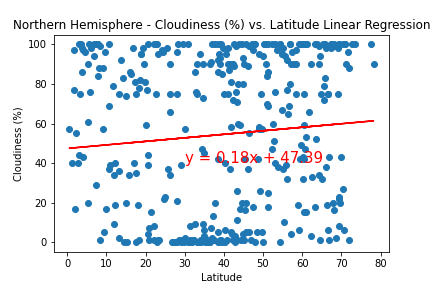 Northern Hemisphere - Cloudiness (%) vs. Latitude Linear Regression
100
80
60
40
20
0
Cloudiness (%)
y = 0.18x + 47.39
0 10 20 30 40 50 60 70 80
Latitude